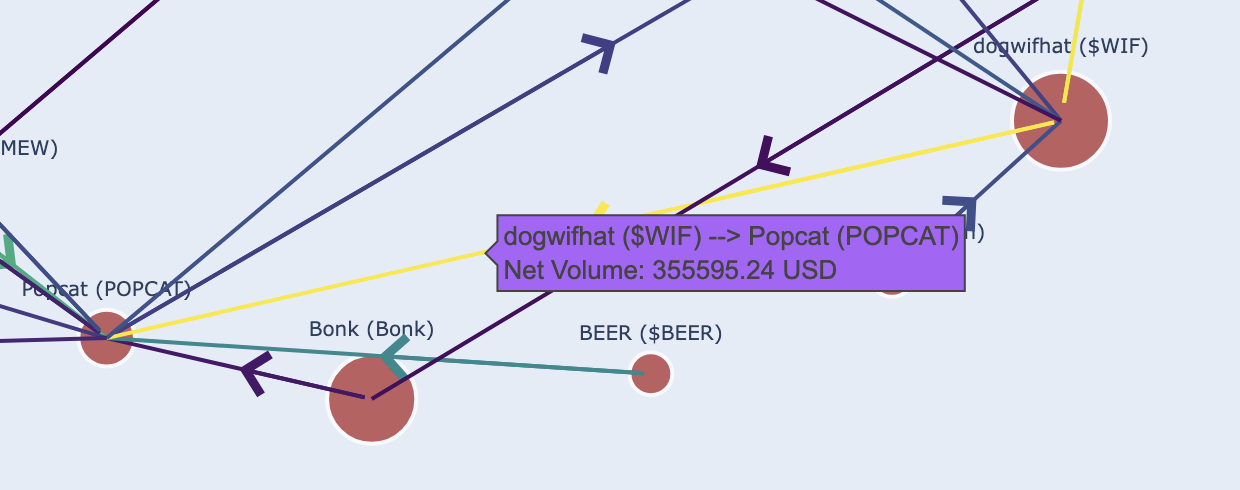 dogwifhat ($WIF)
MEW)
dogwifhat ($WIF) --> Popcat (POPCAT)
Net Volume: 355595.24 USD
Popcat (POPCAT)
Bonk (Bonk)
BEER ($BEER)